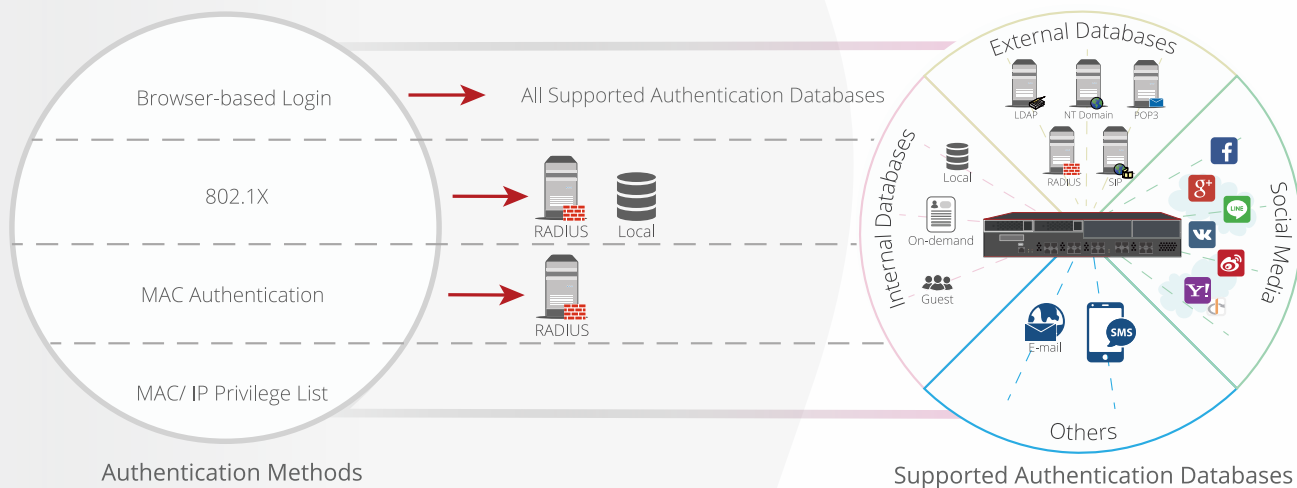 Browser-based Login
All Supported Authentication Databases
802.1X
RADIUS
Local
MAC Authentication
RADIUS
MAC/ IP Privilege List
Authentication Methods
External Databases
LDAP
NT Domain
POP3
RADIUS
SIP
Internal Databases
Local
On-demand
Guest
Social Media
f
g+
LINE
VK
Y!
E-mail
SMS
Others
Supported Authentication Databases